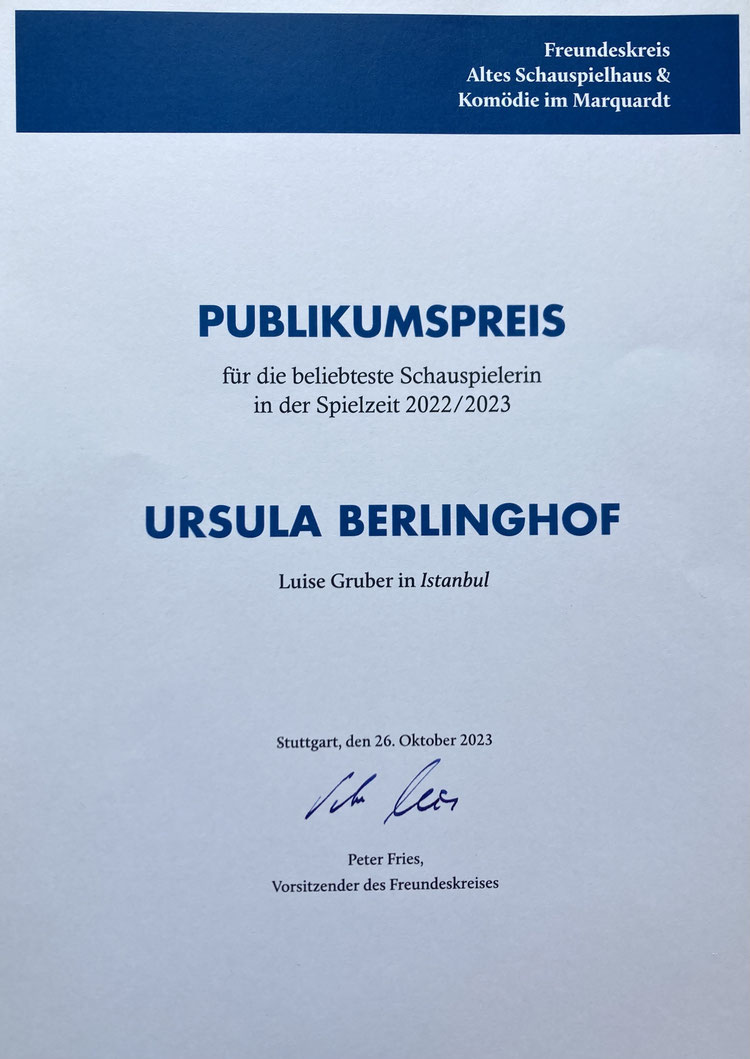 Freundeskreis
Altes Schauspielhaus &
Komödie im Marquardt
PUBLIKUMSPREIS
für die beliebteste Schauspielerin
in der Spielzeit 2022/2023
URSULA BERLINGHOF
Luise Gruber in Istanbul
Stuttgart, den 26. Oktober 2023
Peter Fries,
Vorsitzender des Freundeskreises